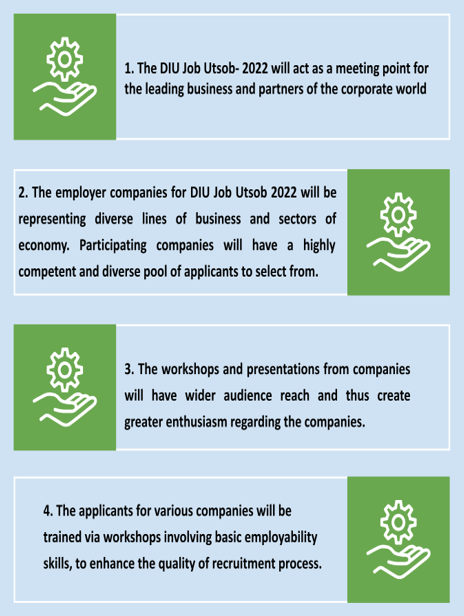 1. The DIU Job Utsob- 2022 will act as a meeting point for
the leading business and partners of the corporate world
2. The employer companies for DIU Job Utsob 2022 will be
representing diverse lines of business and sectors of
economy. Participating companies will have a highly
competent and diverse pool of applicants to select from.
3. The workshops and presentations from companies
will have wider audience reach and thus create
greater enthusiasm regarding the companies.
4. The applicants for various companies will be
trained via workshops involving basic employability
skills, to enhance the quality of recruitment process.